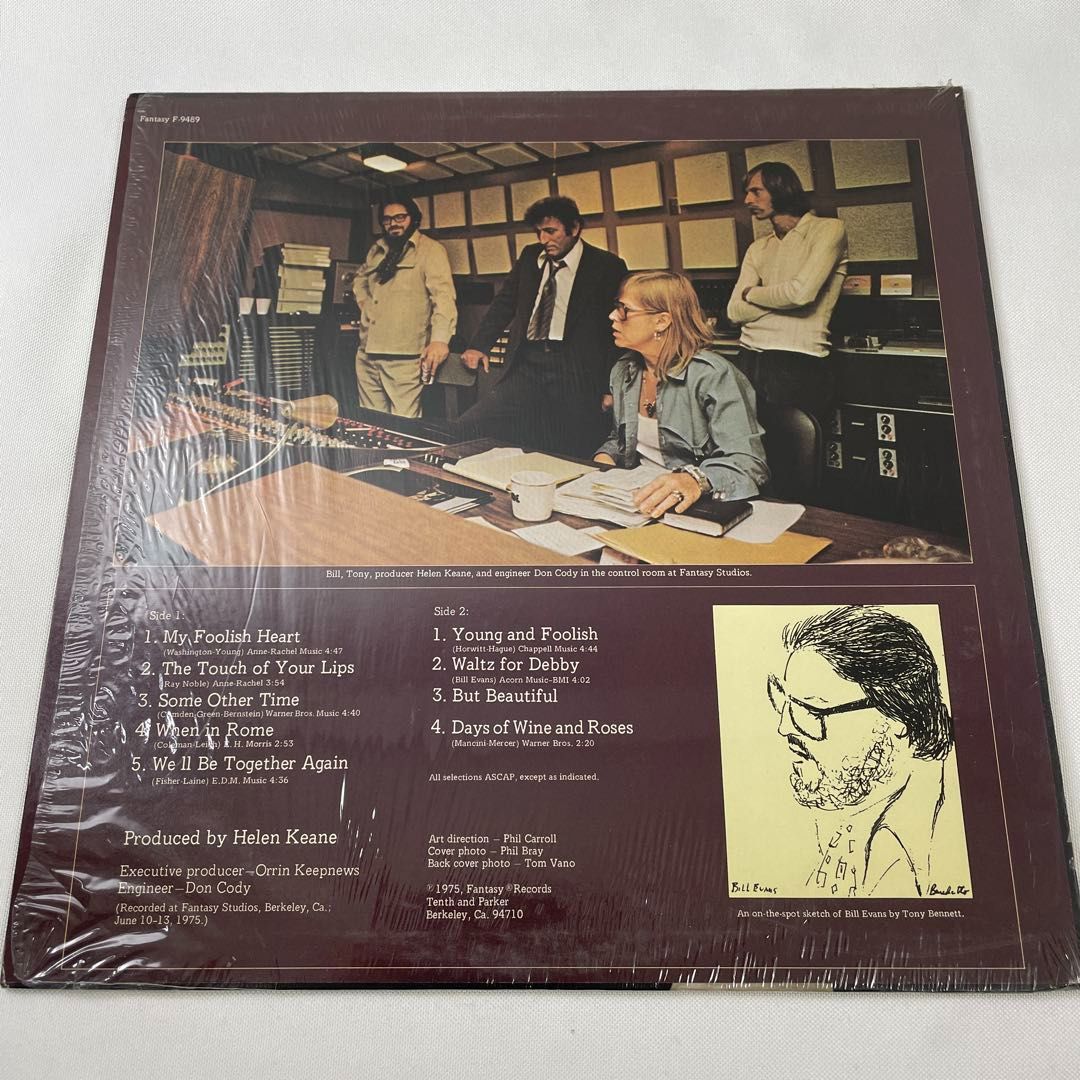 Fantasy F-9489
Bill, Tony, producer Helen Keane, and engineer Don Cody in the control room at Fantasy Studios.
Side 1:
1. My Foolish Heart
(Washington-Young) Anne-Rachel Music 4:47
2. The Touch of Your Lips
(Ray Noble) Anne-Rachel 3:54
3. Some Other Time
(Comden-Green-Bernstein) Warner Bros. Music 4:40
4. When in Rome
(Coleman-Leigh) E. H. Morris 2:53
5. We'll Be Together Again
(Fisher-Laine) E.D.M. Music 4:36
Side 2:
1. Young and Foolish
(Horwitt-Hague) Chappell Music 4:44
2. Waltz for Debby
(Bill Evans) Acorn Music-BMI 4.02
3. But Beautiful
4. Days of Wine and Roses
(Mancini-Mercer) Warner Bros. 2:20
All selections ASCAP, except as indicated.
Produced by Helen Keane
Executive producer—Orrin Keepnews
Engineer—Don Cody
(Recorded at Fantasy Studios, Berkeley, Ca.;
June 10-13, 1975.)
Art direction — Phil Carroll
Cover photo — Phil Bray
Back cover photo — Tom Vano
℗1975, Fantasy ® Records
Tenth and Parker
Berkeley, Ca. 94710
BILL EVANS
Benedetto
An on-the-spot sketch of Bill Evans by Tony Bennett.